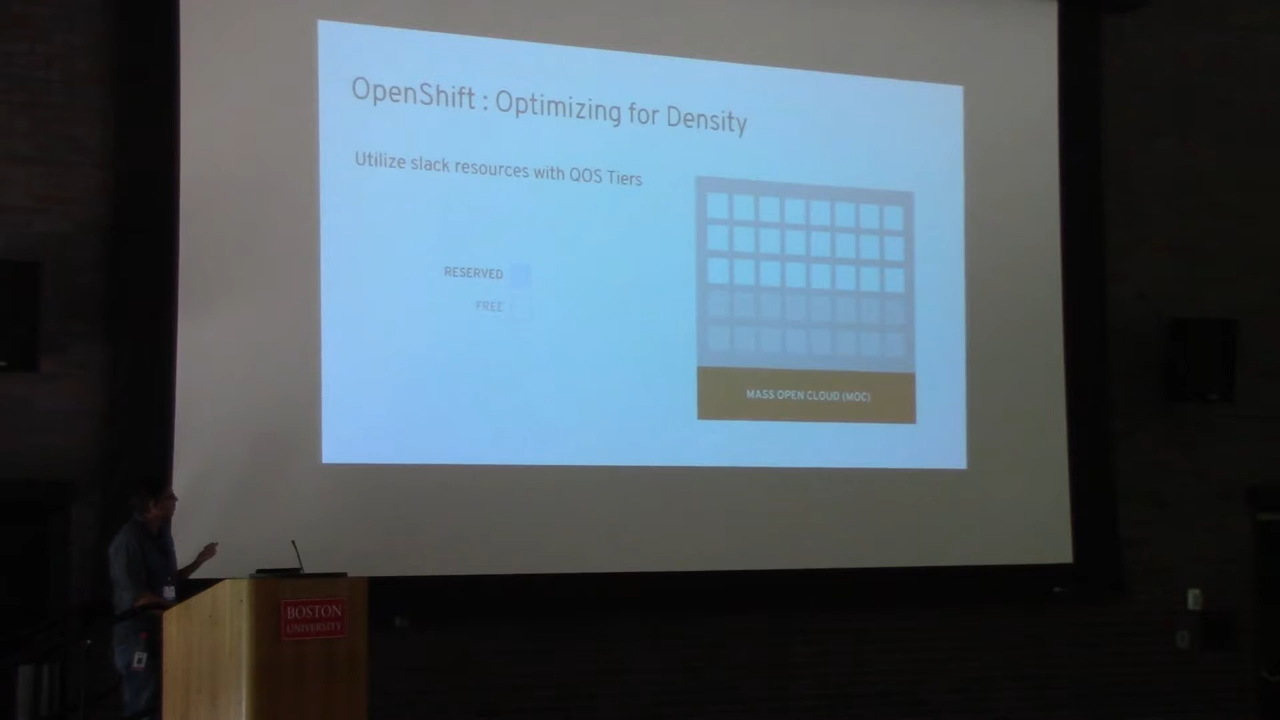 OpenShift : Optimizing for Density
Utilize slack resources with QOS Tiers
RESERVED
FREE
MASS OPEN CLOUD (MOC)
BOSTON
UNIVERSITY